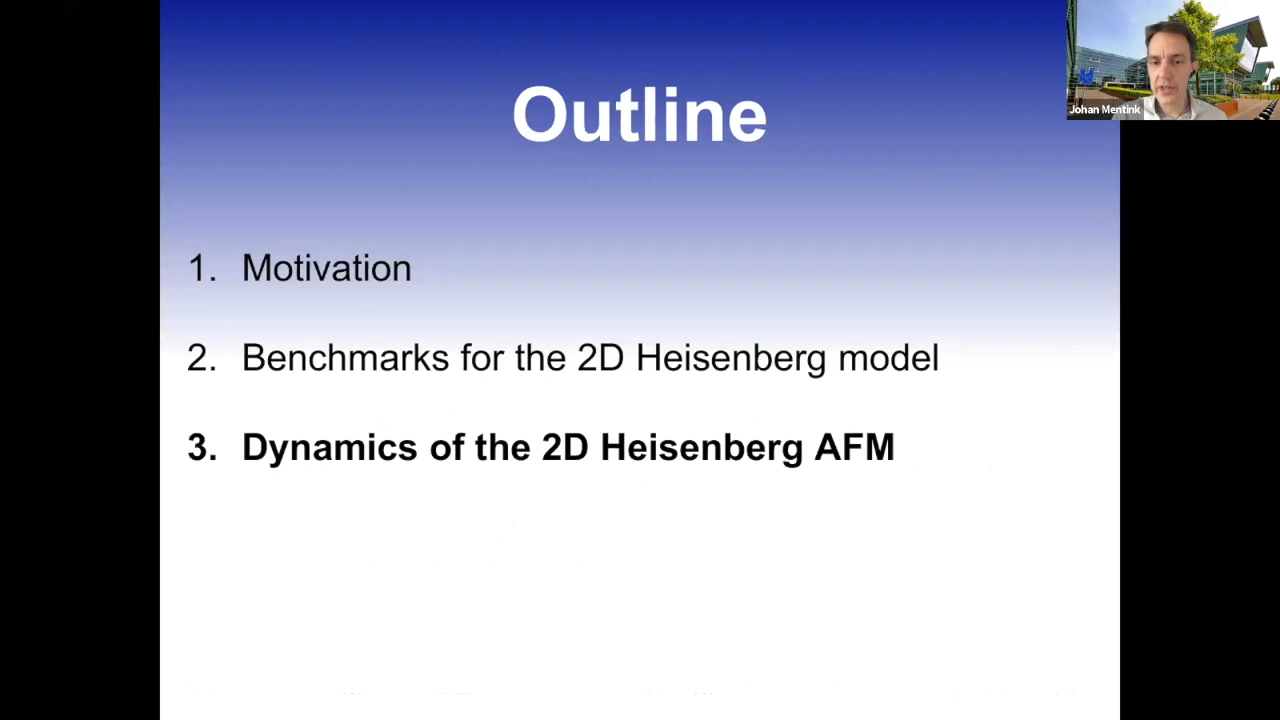 Outline
1. Motivation
2. Benchmarks for the 2D Heisenberg model
3. Dynamics of the 2D Heisenberg AFM
Johan Mentink